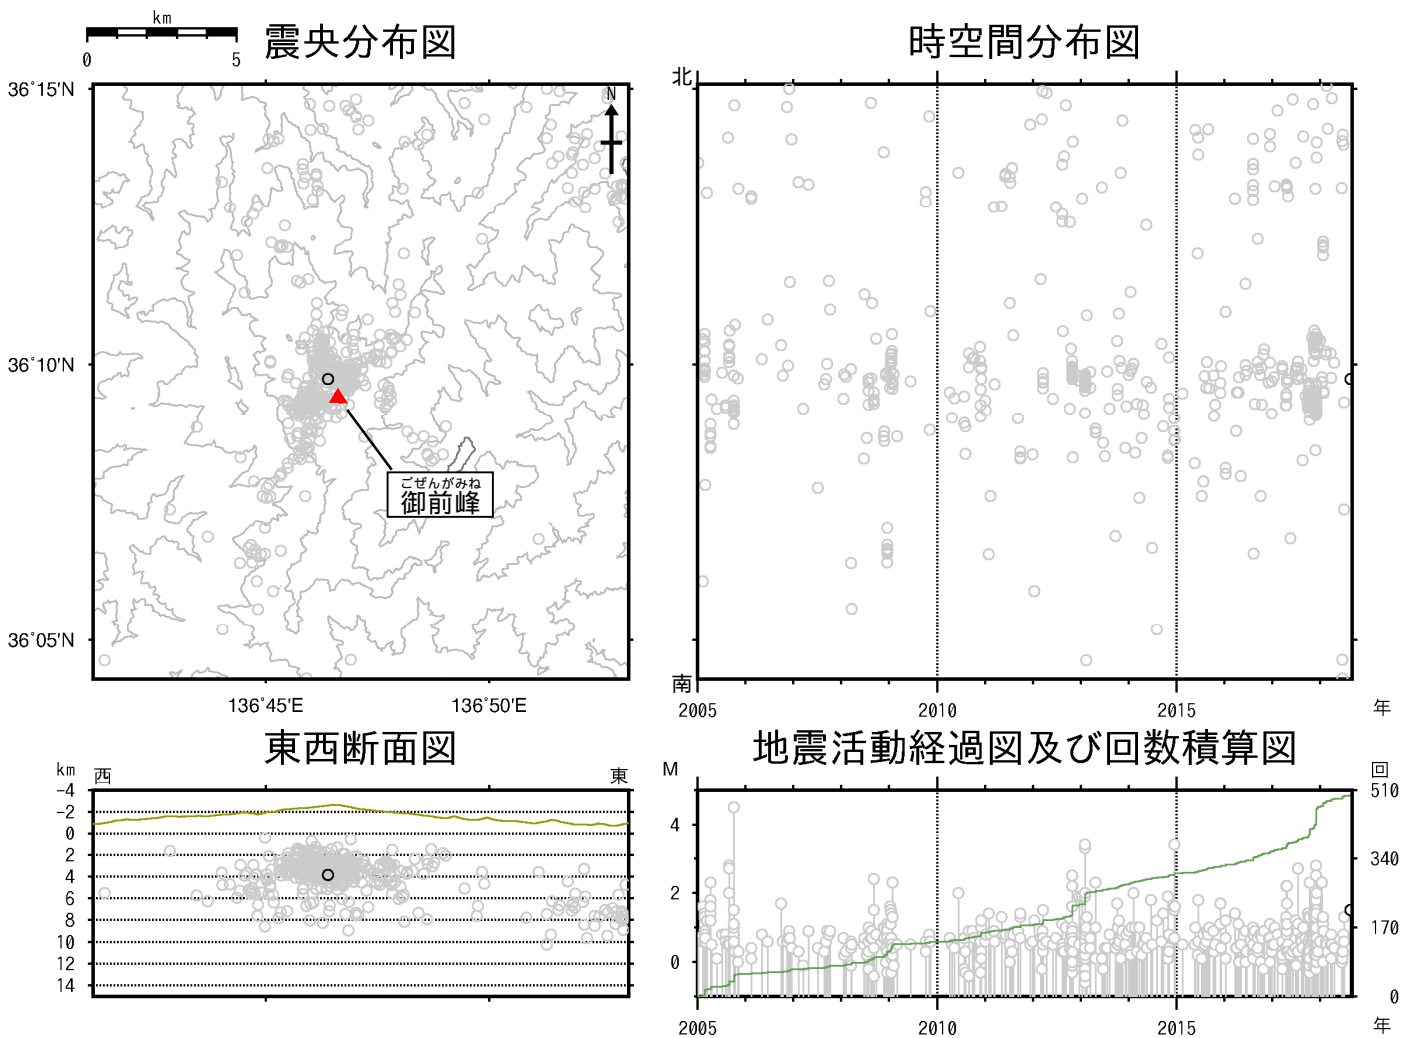 km
0 5
震央分布図
36°15'N
36°10'N
36°05'N
136°45'E 136°50'E
N
ごぜんがみね
御前峰
時空間分布図
北
南
2005 2010 2015 年
東西断面図
km 西 東
-4
-2
0
2
4
6
8
10
12
14
地震活動経過図及び回数積算図
M 回
4
2
0
510
340
170
0
2005 2010 2015 年